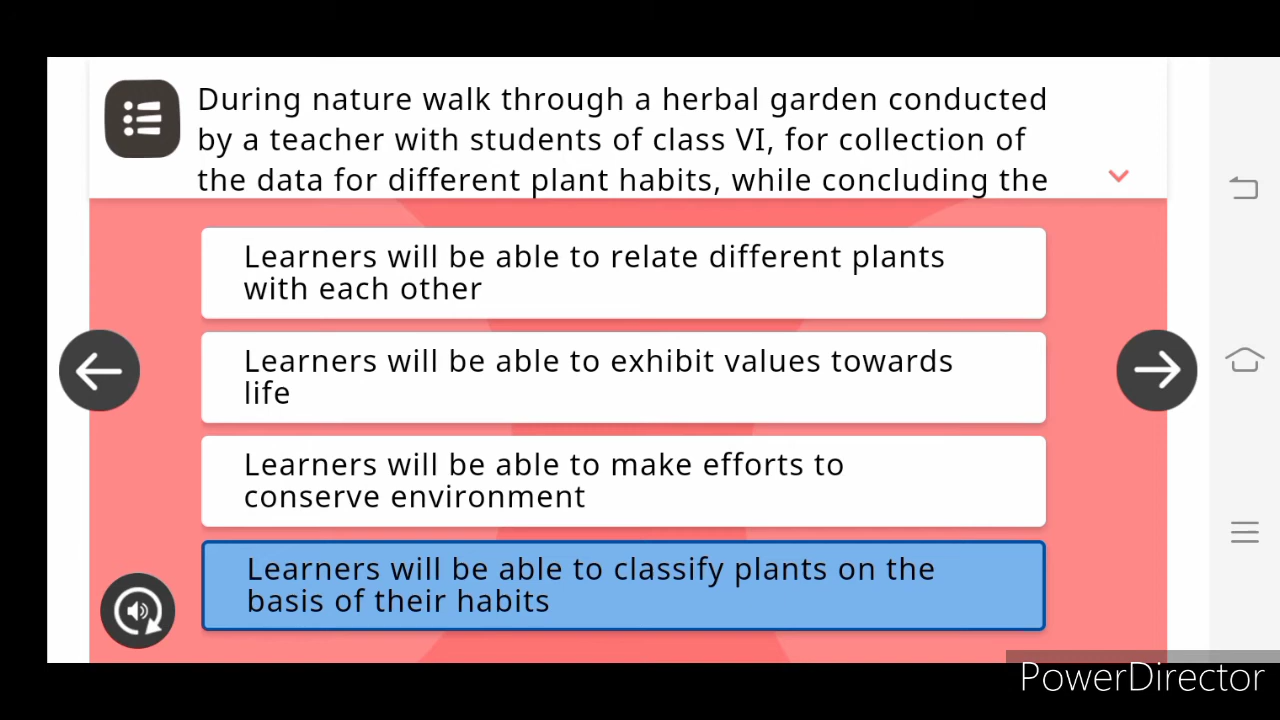 During nature walk through a herbal garden conducted
by a teacher with students of class VI, for collection of
the data for different plant habits, while concluding the
Learners will be able to relate different plants
with each other
Learners will be able to exhibit values towards
life
Learners will be able to make efforts to
conserve environment
Learners will be able to classify plants on the
basis of their habits
PowerDirector